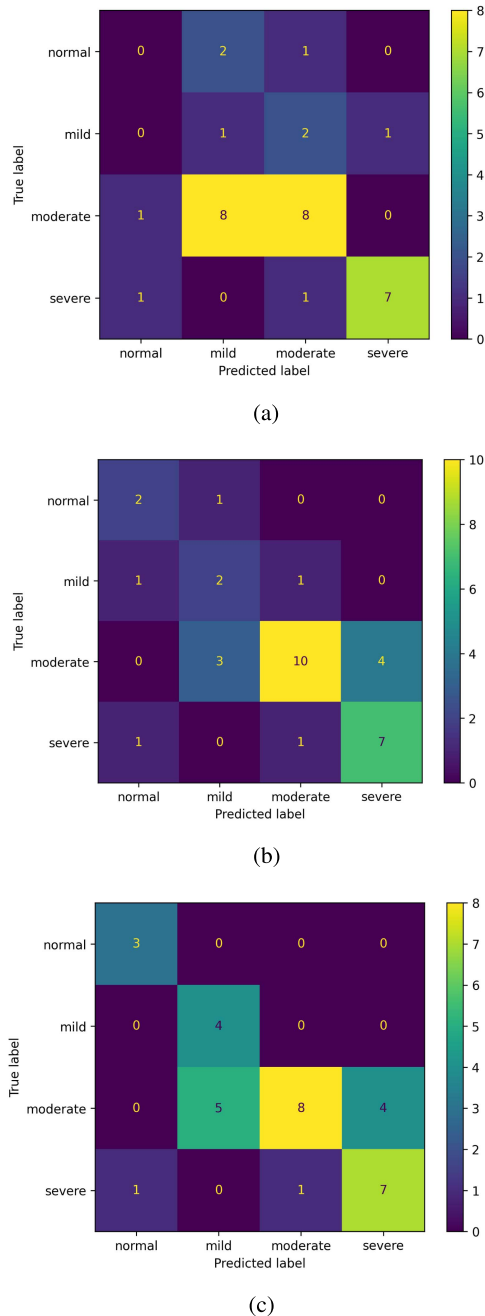 8
normal 0 2 1 0
7
6
mild 0 1 2 1
5
True label
4
moderate 1 8 8 0
3
2
severe 1 0 1 7
1
0
normal mild moderate severe
Predicted label
(a)
10
normal 2 1 0 0
8
mild 1 2 1 0
6
True label
moderate 0 3 10 4
4
2
severe 1 0 1 7
0
normal mild moderate severe
Predicted label
(b)
8
normal 3 0 0 0
7
6
mild 0 4 0 0
5
True label
4
moderate 0 5 8 4
3
2
severe 1 0 1 7
1
0
normal mild moderate severe
Predicted label
(c)